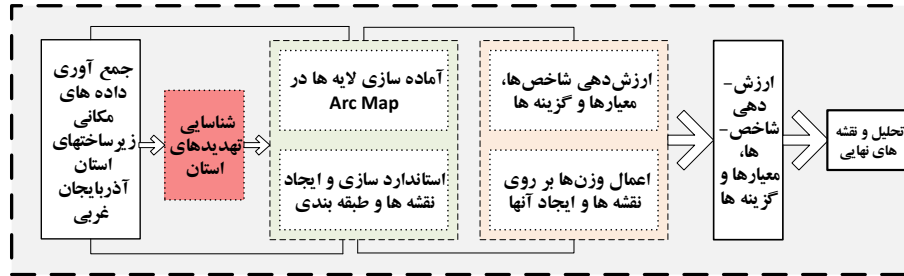 جمع آوری
داده های
مکانی
زیرساختهای
استان
آذربایجان
غربی
شناسایی
تهدیدهای
استان
آماده سازی لایه ها در
Arc Map
استاندارد سازی و ایجاد
نقشه ها و طبقه بندی
ارزش‌دهی شاخص‌ها،
معیارها و گزینه ها
اعمال وزن‌ها بر روی
نقشه ها و ایجاد آنها
ارزش-
دهی
شاخص-
ها،
معیارها و
گزینه ها
تحلیل و نقشه
های نهایی